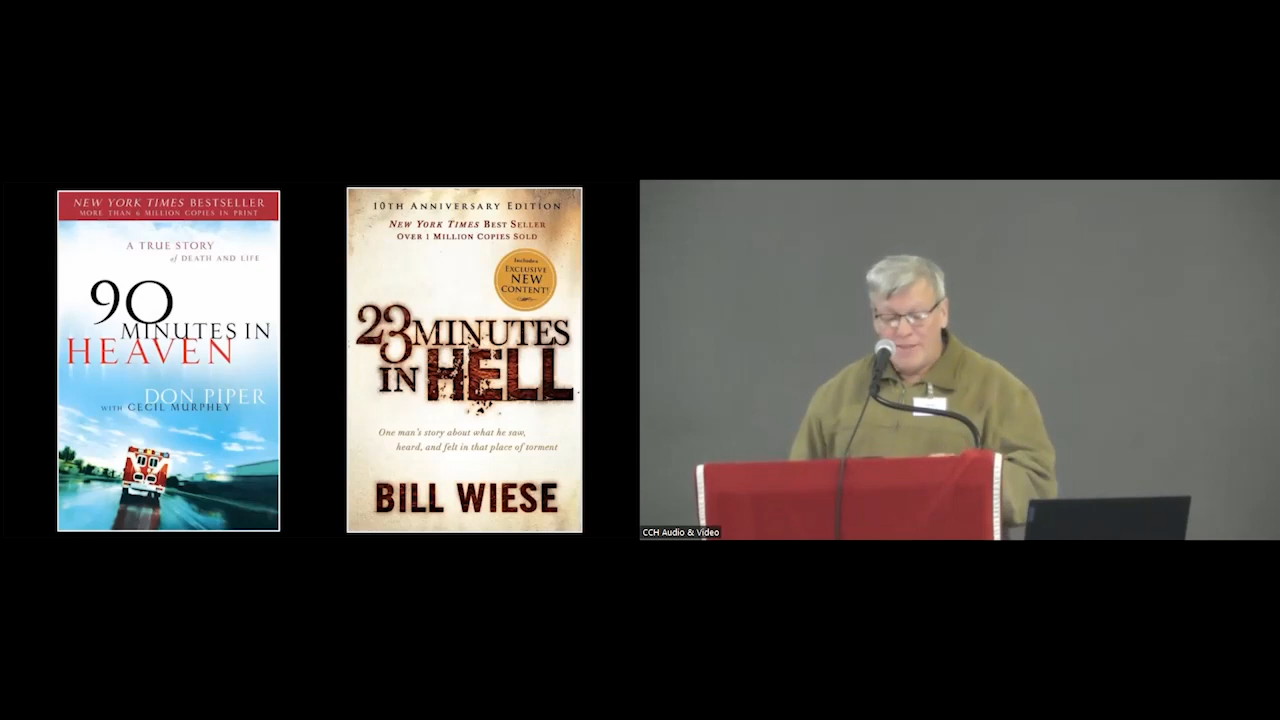 NEW YORK TIMES BESTSELLER
MORE THAN 6 MILLION COPIES IN PRINT
A TRUE STORY
of DEATH AND LIFE
90
MINUTES IN
HEAVEN
DON PIPER
WITH CECIL MURPHEY
10TH ANNIVERSARY EDITION
NEW YORK TIMES BEST SELLER
OVER 1 MILLION COPIES SOLD
Includes
EXCLUSIVE
NEW
CONTENT!
23 MINUTES
IN HELL
One man's story about what he saw,
heard, and felt in that place of torment
BILL WIESE
CCH Audio & Video